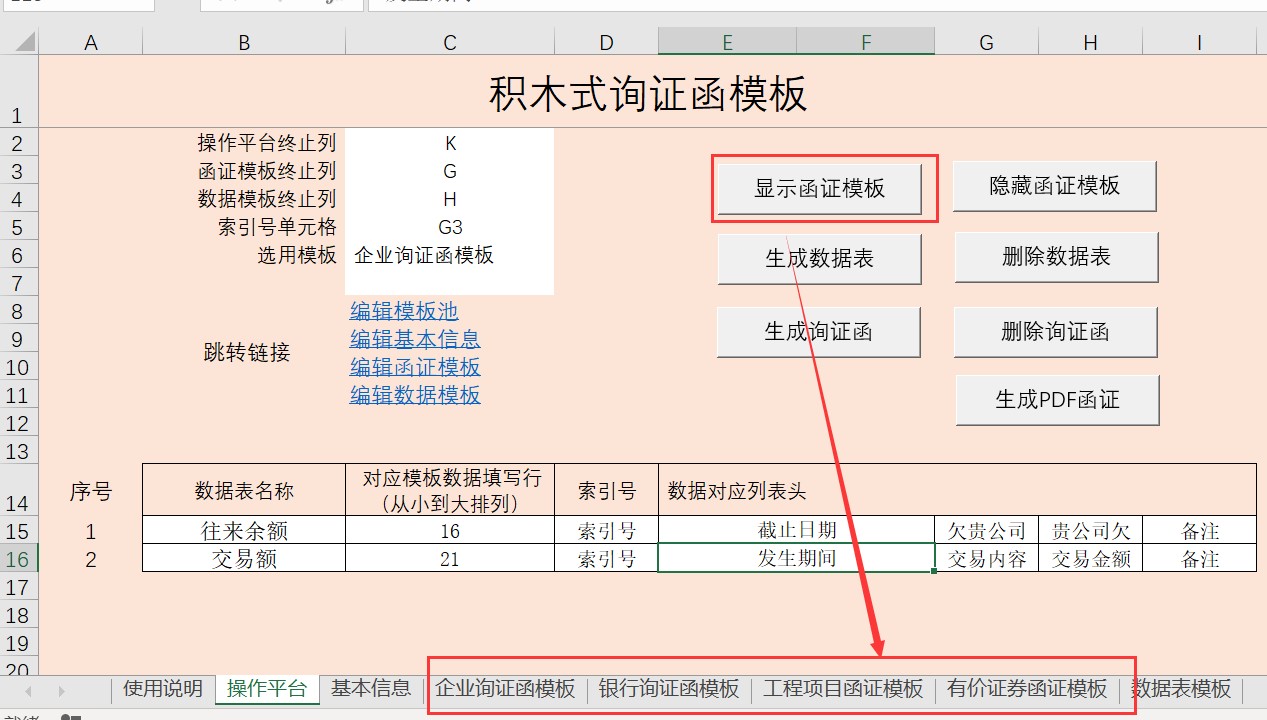 A B C D E F G H I
1 积木式询证函模板
2 操作平台终止列 K
3 函证模板终止列 G
4 数据模板终止列 H
5 索引号单元格 G3
6 选用模板 企业询证函模板
7
8 编辑模板池
9 编辑基本信息
跳转链接
10 编辑函证模板
11 编辑数据模板
12
13
显示函证模板 隐藏函证模板
生成数据表 删除数据表
生成询证函 删除询证函
生成PDF函证
对应模板数据填写行
14 序号 数据表名称 索引号 数据对应列表头
（从小到大排列）
15 1 往来余额 16 索引号 截止日期 欠贵公司 贵公司欠 备注
16 2 交易额 21 索引号 发生期间 交易内容 交易金额 备注
17
18
19
20
使用说明 操作平台 基本信息 企业询证函模板 银行询证函模板 工程项目函证模板 有价证券函证模板 数据表模板